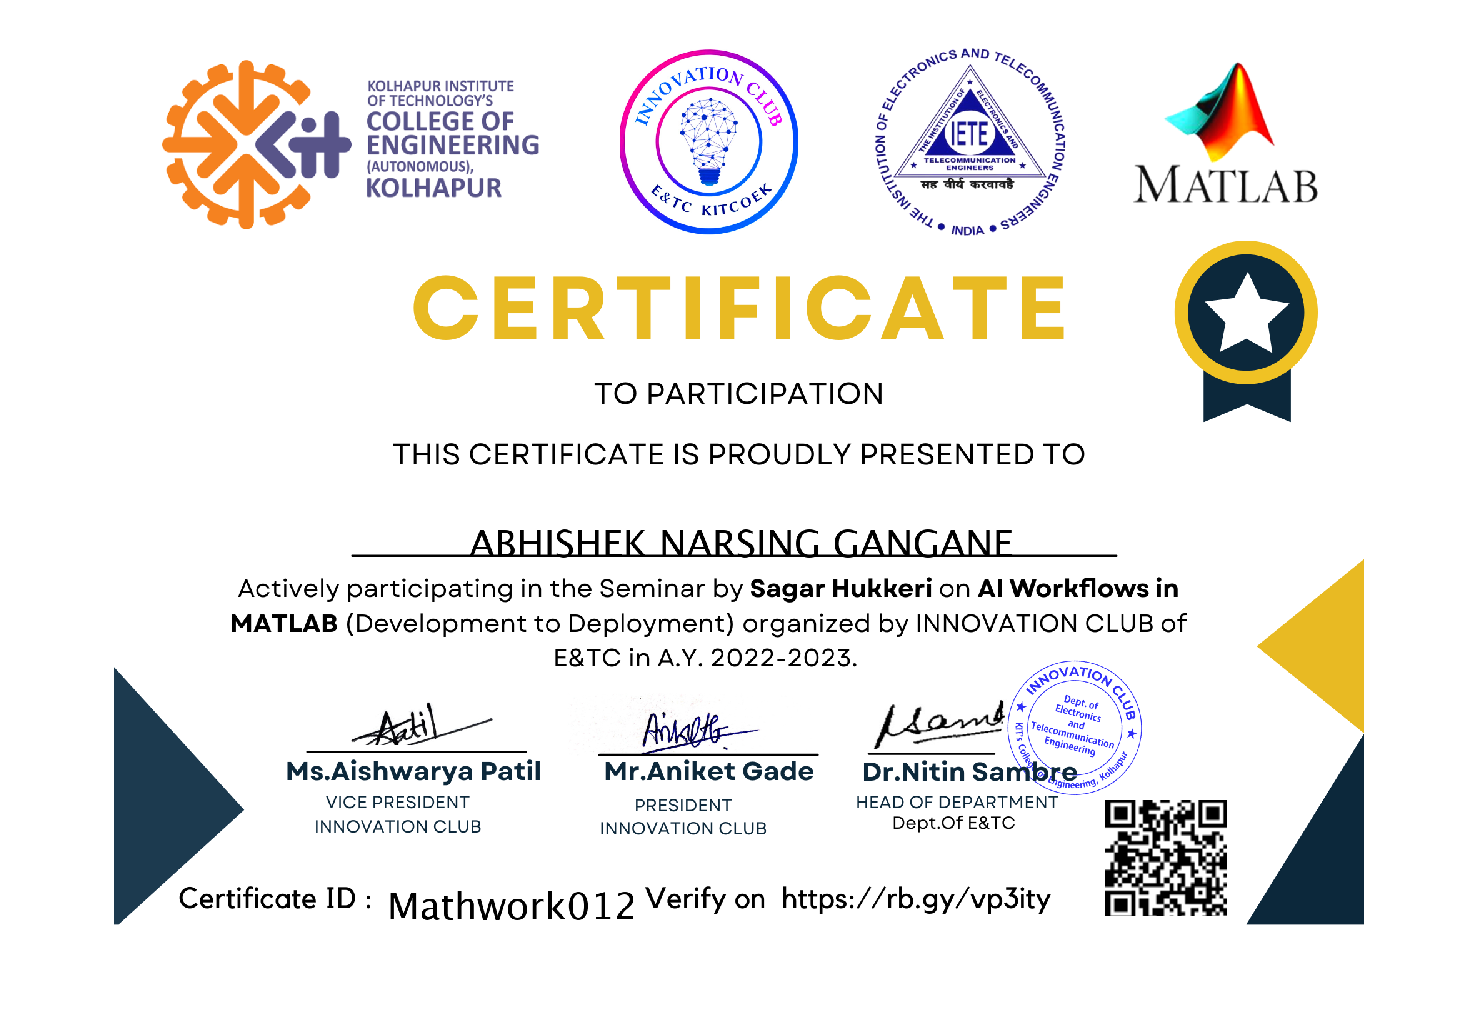 KOLHAPUR INSTITUTE
OF TECHNOLOGY'S
COLLEGE OF
ENGINEERING
(AUTONOMOUS),
KOLHAPUR
Kit
INNOVATION CLUB
E&TC KITCOEK
THE INSTITUTION OF ELECTRONICS AND TELECOMMUNICATION ENGINEERS
• INDIA •
THE INSTITUTION OF
ELECTRONICS AND
IETE
TELECOMMUNICATION
ENGINEERS
सह वीर्यं करवावहै
MATLAB
CERTIFICATE
TO PARTICIPATION
THIS CERTIFICATE IS PROUDLY PRESENTED TO
ABHISHEK NARSING GANGANE
Actively participating in the Seminar by Sagar Hukkeri on AI Workflows in
MATLAB (Development to Deployment) organized by INNOVATION CLUB of
E&TC in A.Y. 2022-2023.
★ INNOVATION CLUB ★
Dept. of
Electronics
and
Telecommunication
Engineering
KIT's College of Engineering, Kolhapur
Ms.Aishwarya Patil
VICE PRESIDENT
INNOVATION CLUB
Mr.Aniket Gade
PRESIDENT
INNOVATION CLUB
Dr.Nitin Sambre
HEAD OF DEPARTMENT
Dept.Of E&TC
Certificate ID : Mathwork012 Verify on https://rb.gy/vp3ity